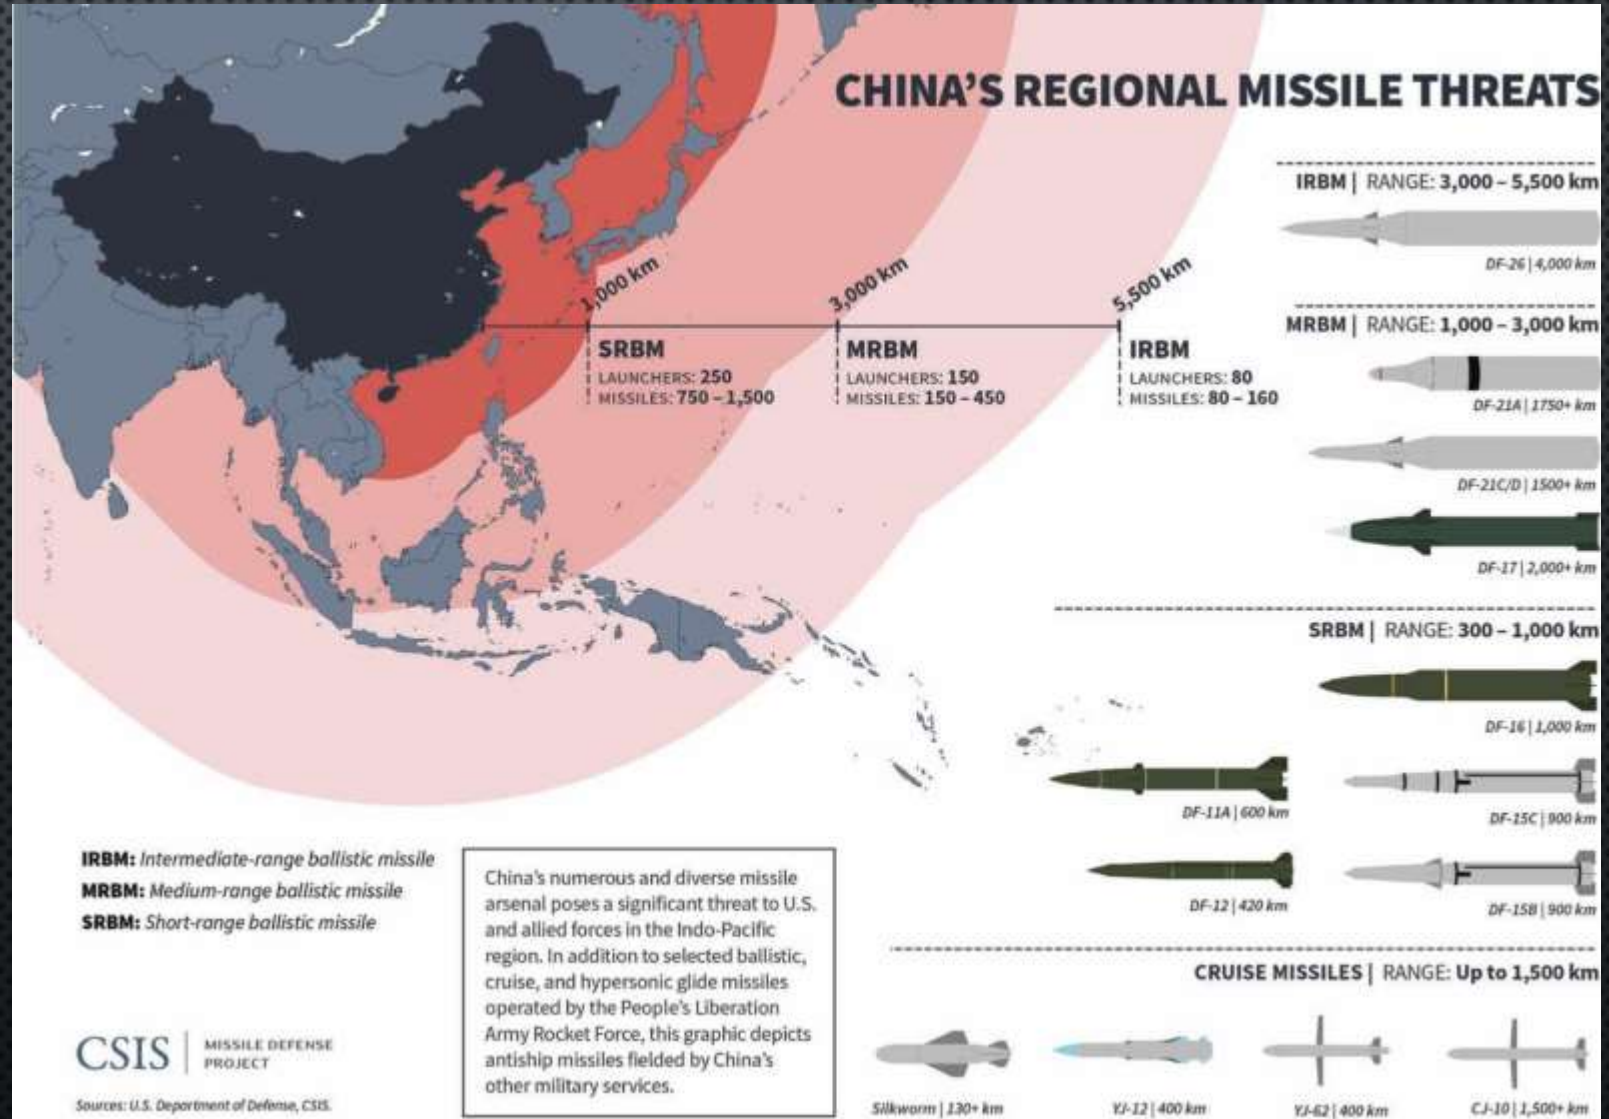 CHINA'S REGIONAL MISSILE THREATS
IRBM | RANGE: 3,000 – 5,500 km
DF-26 | 4,000 km
MRBM | RANGE: 1,000 – 3,000 km
DF-21A | 1750+ km
DF-21C/D | 1500+ km
DF-17 | 2,000+ km
SRBM | RANGE: 300 – 1,000 km
DF-16 | 1,000 km
DF-11A | 600 km
DF-15C | 900 km
DF-12 | 420 km
DF-15B | 900 km
CRUISE MISSILES | RANGE: Up to 1,500 km
Silkworm | 130+ km
YJ-12 | 400 km
YJ-62 | 400 km
CJ-10 | 1,500+ km
1,000 km
3,000 km
5,500 km
SRBM
LAUNCHERS: 250
MISSILES: 750 – 1,500
MRBM
LAUNCHERS: 150
MISSILES: 150 – 450
IRBM
LAUNCHERS: 80
MISSILES: 80 – 160
IRBM: Intermediate-range ballistic missile
MRBM: Medium-range ballistic missile
SRBM: Short-range ballistic missile
China's numerous and diverse missile
arsenal poses a significant threat to U.S.
and allied forces in the Indo-Pacific
region. In addition to selected ballistic,
cruise, and hypersonic glide missiles
operated by the People's Liberation
Army Rocket Force, this graphic depicts
antiship missiles fielded by China's
other military services.
CSIS | MISSILE DEFENSE
PROJECT
Sources: U.S. Department of Defense, CSIS.